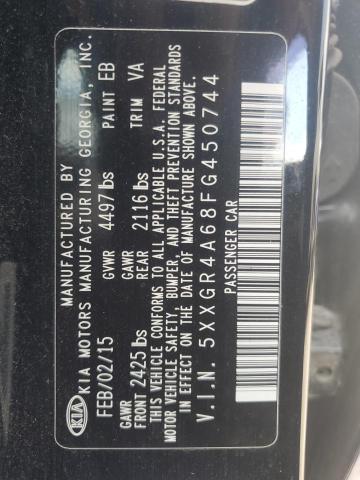 KIA
MANUFACTURED BY
KIA MOTORS MANUFACTURING GEORGIA, INC.
FEB/02/15
GVWR 4497lbs
PAINT EB
GAWR FRONT 2425lbs
GAWR REAR 2116lbs
TRIM VA
THIS VEHICLE CONFORMS TO ALL APPLICABLE U.S.A. FEDERAL
MOTOR VEHICLE SAFETY, BUMPER, AND THEFT PREVENTION STANDARDS
IN EFFECT ON THE DATE OF MANUFACTURE SHOWN ABOVE.
V.I.N. 5XXGR4A68FG450744
PASSENGER CAR